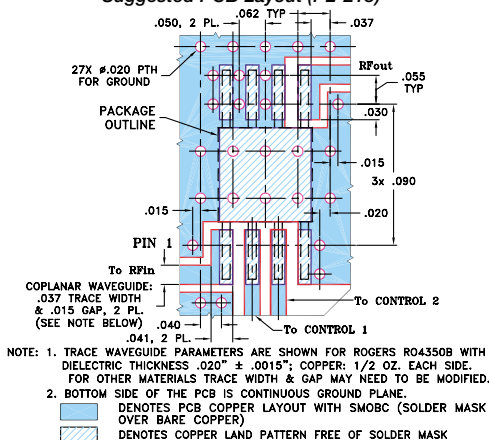 Suggested PCB Layout (PL-218)
.050, 2 PL.
.062 TYP
.037
27X ø.020 PTH
FOR GROUND
RFout
.055
TYP
PACKAGE
OUTLINE
.030
.015
3x .090
.015
.020
PIN 1
To RFin
COPLANAR WAVEGUIDE:
.037 TRACE WIDTH
& .015 GAP, 2 PL.
(SEE NOTE BELOW)
To CONTROL 2
.040
To CONTROL 1
.041, 2 PL.
NOTE: 1. TRACE WAVEGUIDE PARAMETERS ARE SHOWN FOR ROGERS RO4350B WITH
DIELECTRIC THICKNESS .020" ± .0015"; COPPER: 1/2 OZ. EACH SIDE.
FOR OTHER MATERIALS TRACE WIDTH & GAP MAY NEED TO BE MODIFIED.
2. BOTTOM SIDE OF THE PCB IS CONTINUOUS GROUND PLANE.
DENOTES PCB COPPER LAYOUT WITH SMOBC (SOLDER MASK
OVER BARE COPPER)
DENOTES COPPER LAND PATTERN FREE OF SOLDER MASK